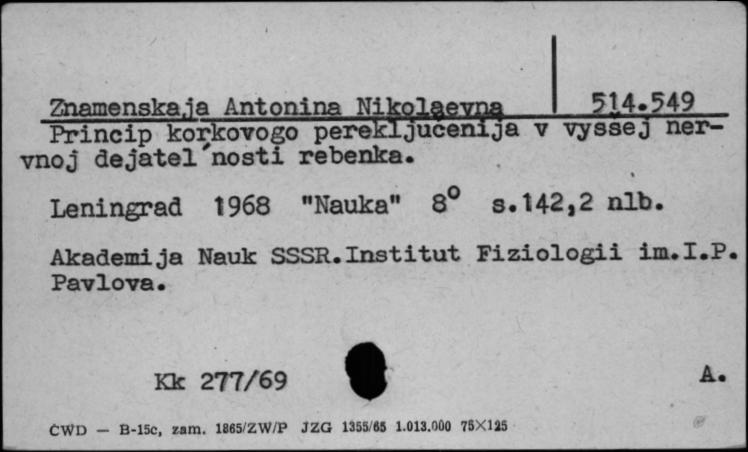 Znamenskaja Antonina Nikolaevna 514.549
Princip korkovogo perekljucenija v vyssej ner-
vnoj dejatel'nosti rebenka.
Leningrad 1968 "Nauka" 8° s.142,2 nlb.
Akademija Nauk SSSR.Institut Fiziologii im.I.P.
Pavlova.
Kk 277/69 A.
CWD — B-15c, zam. 1865/ZW/P JZG 1355/65 1.013.000 75X125